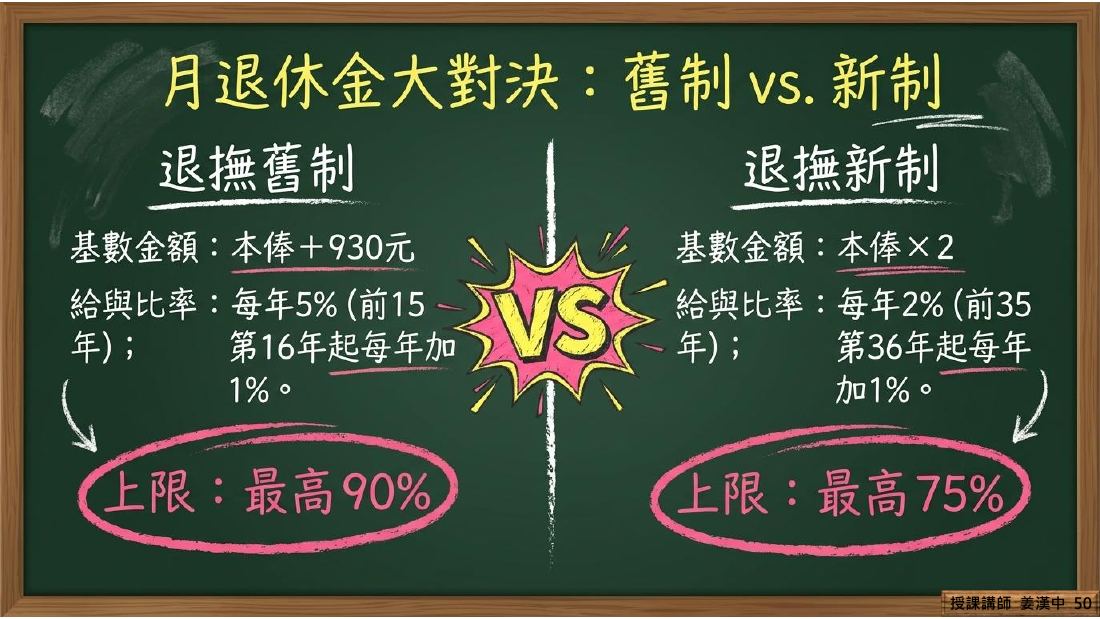 月退休金大對決：舊制 vs. 新制
退撫舊制
基數金額：本俸＋930元
給與比率：每年5% (前15
年)； 第16年起每年加
1%。
上限：最高90%
VS
退撫新制
基數金額：本俸×2
給與比率：每年2% (前35
年)； 第36年起每年
加1%。
上限：最高75%
授課講師 姜漢中 50